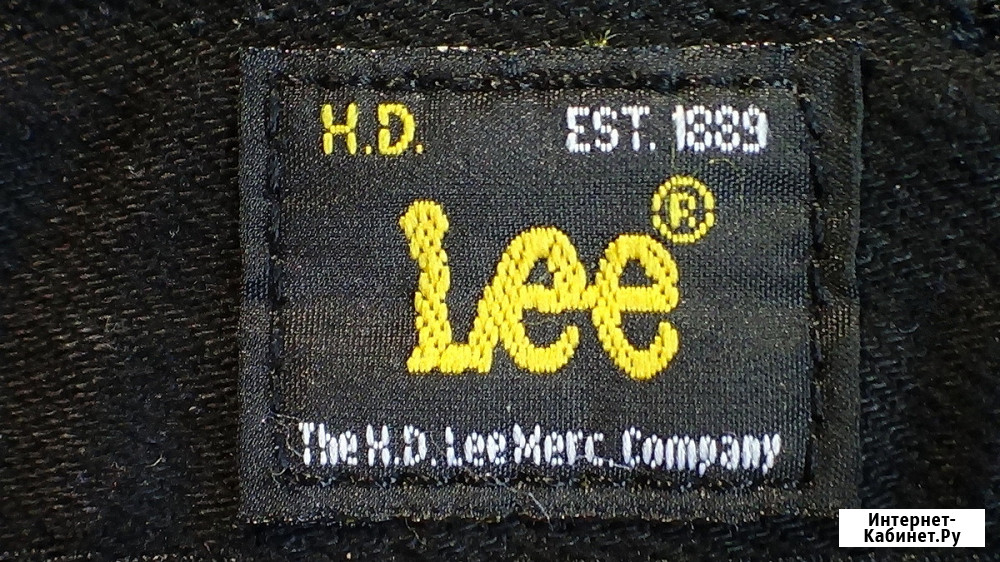 H.D. EST. 1889
Lee®
The H.D. Lee Merc. Company
Интернет-
Кабинет.Ру